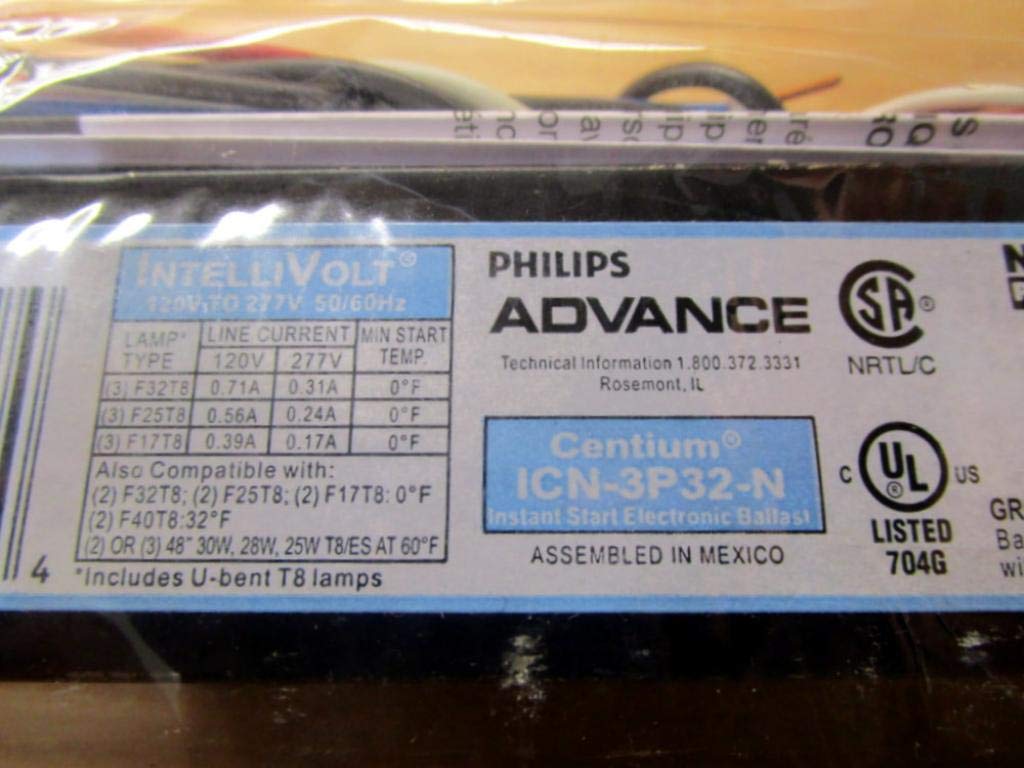 INTELLIVOLT®
120V TO 277V 50/60Hz
LAMP* TYPE LINE CURRENT MIN START TEMP.
120V 277V
(3) F32T8 0.71A 0.31A 0°F
(3) F25T8 0.56A 0.24A 0°F
(3) F17T8 0.39A 0.17A 0°F
Also Compatible with:
(2) F32T8; (2) F25T8; (2) F17T8: 0°F
(2) F40T8:32°F
(2) OR (3) 48" 30W, 28W, 25W T8/ES AT 60°F
*Includes U-bent T8 lamps
4
PHILIPS
ADVANCE
Technical Information 1.800.372.3331
Rosemont, IL
Centium®
ICN-3P32-N
Instant Start Electronic Ballast
ASSEMBLED IN MEXICO
SA®
NRTL/C
C UL® US
LISTED
704G
GR
Ba
wi